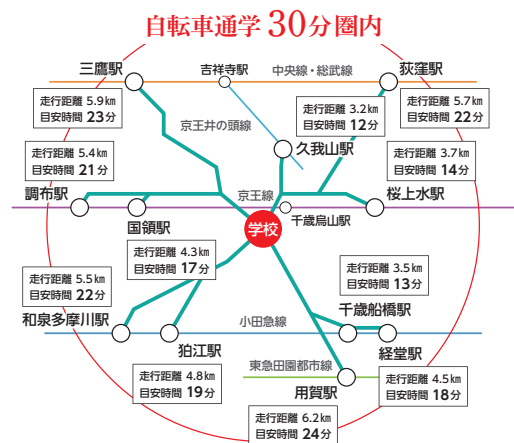 自転車通学 30分圏内
三鷹駅
吉祥寺駅
中央線・総武線
荻窪駅
走行距離 5.9km
目安時間 23分
走行距離 3.2km
目安時間 12分
走行距離 5.7km
目安時間 22分
京王井の頭線
久我山駅
走行距離 5.4km
目安時間 21分
走行距離 3.7km
目安時間 14分
調布駅
京王線
桜上水駅
国領駅
千歳烏山駅
学校
走行距離 4.3km
目安時間 17分
走行距離 3.5km
目安時間 13分
走行距離 5.5km
目安時間 22分
千歳船橋駅
和泉多摩川駅
小田急線
狛江駅
経堂駅
東急田園都市線
走行距離 4.8km
目安時間 19分
用賀駅
走行距離 4.5km
目安時間 18分
走行距離 6.2km
目安時間 24分